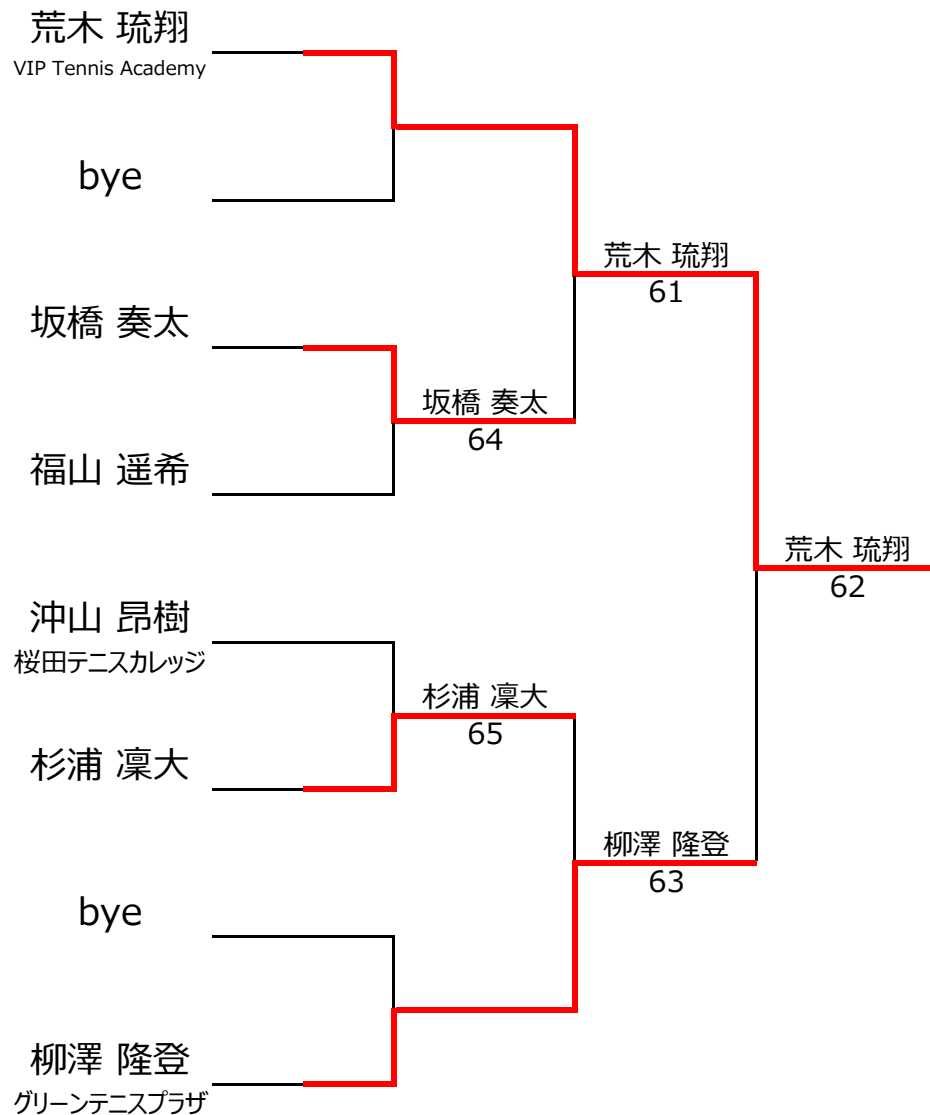 荒木 琉翔
VIP Tennis Academy
bye
荒木 琉翔
61
坂橋 奏太
坂橋 奏太
64
福山 遥希
荒木 琉翔
62
沖山 昂樹
桜田テニスカレッジ
杉浦 凜大
65
杉浦 凜大
柳澤 隆登
63
bye
柳澤 隆登
グリーンテニスプラザ